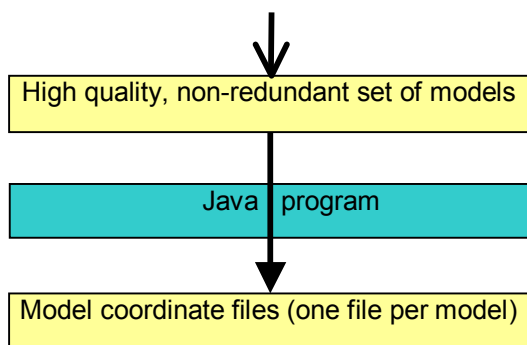 High quality, non-redundant set of models
Java program
Model coordinate files (one file per model)